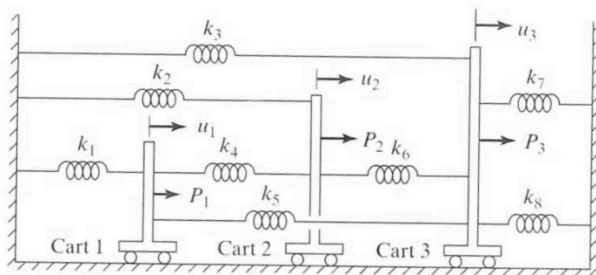 k₃ u₃
k₂ u₂ k₇
u₁
k₁ k₄ P₂ k₆ P₃
P₁ k₅ k₈
Cart 1 Cart 2 Cart 3